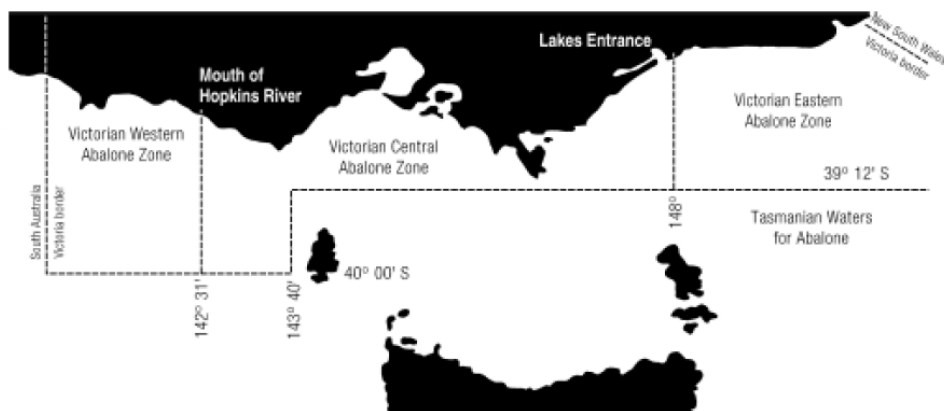 Lakes Entrance
New South Wales
Victoria border
Mouth of
Hopkins River
Victorian Western
Abalone Zone
Victorian Central
Abalone Zone
Victorian Eastern
Abalone Zone
39° 12' S
South Australia
Victoria border
148°
Tasmanian Waters
for Abalone
40° 00' S
142° 31'
143° 40'